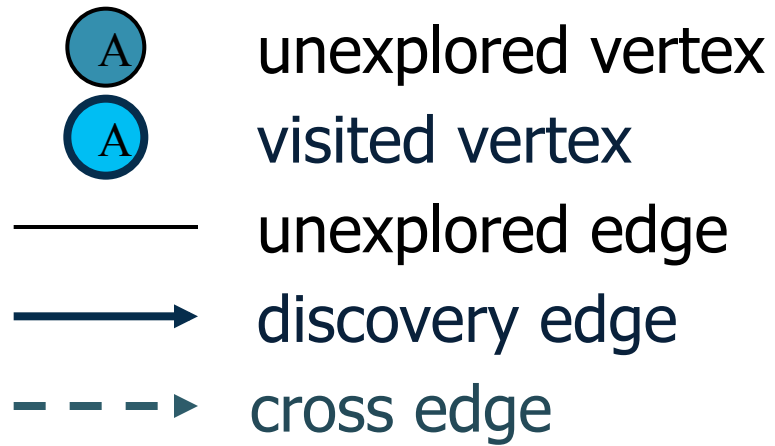 A unexplored vertex
A visited vertex
unexplored edge
discovery edge
cross edge